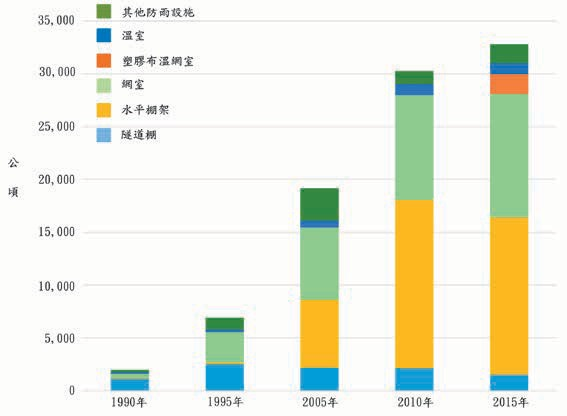 35,000
30,000
25,000
20,000
15,000
10,000
5,000
0
公
頃
其他防雨設施
溫室
塑膠布溫網室
網室
水平棚架
隧道棚
1990年
1995年
2005年
2010年
2015年